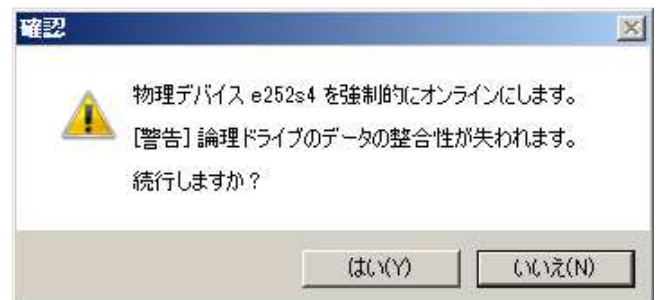 確認
物理デバイス e252s4 を強制的にオンラインにします。
[警告] 論理ドライブのデータの整合性が失われます。
続行しますか？
はい(Y)
いいえ(N)